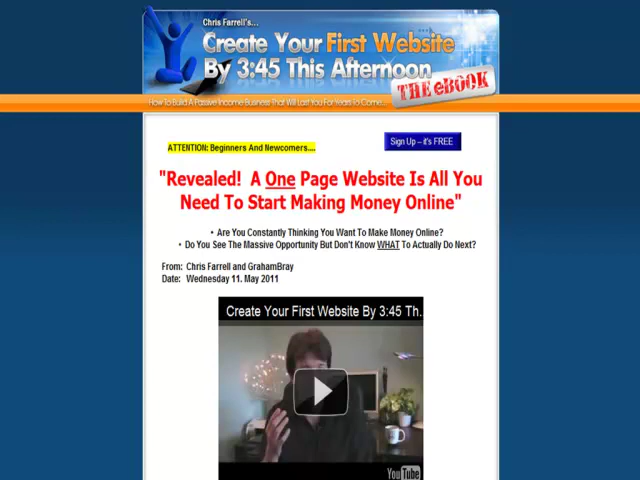 Chris Farrell's...
Create Your First Website
By 3:45 This Afternoon
THE eBOOK
How To Build A Passive Income Business That Will Last You For Years To Come...
ATTENTION: Beginners And Newcomers....
Sign Up – it's FREE
"Revealed!  A One Page Website Is All You
Need To Start Making Money Online"
• Are You Constantly Thinking You Want To Make Money Online?
• Do You See The Massive Opportunity But Don't Know WHAT To Actually Do Next?
From:  Chris Farrell and GrahamBray
Date:  Wednesday 11. May 2011
Create Your First Website By 3:45 Th...
YouTube